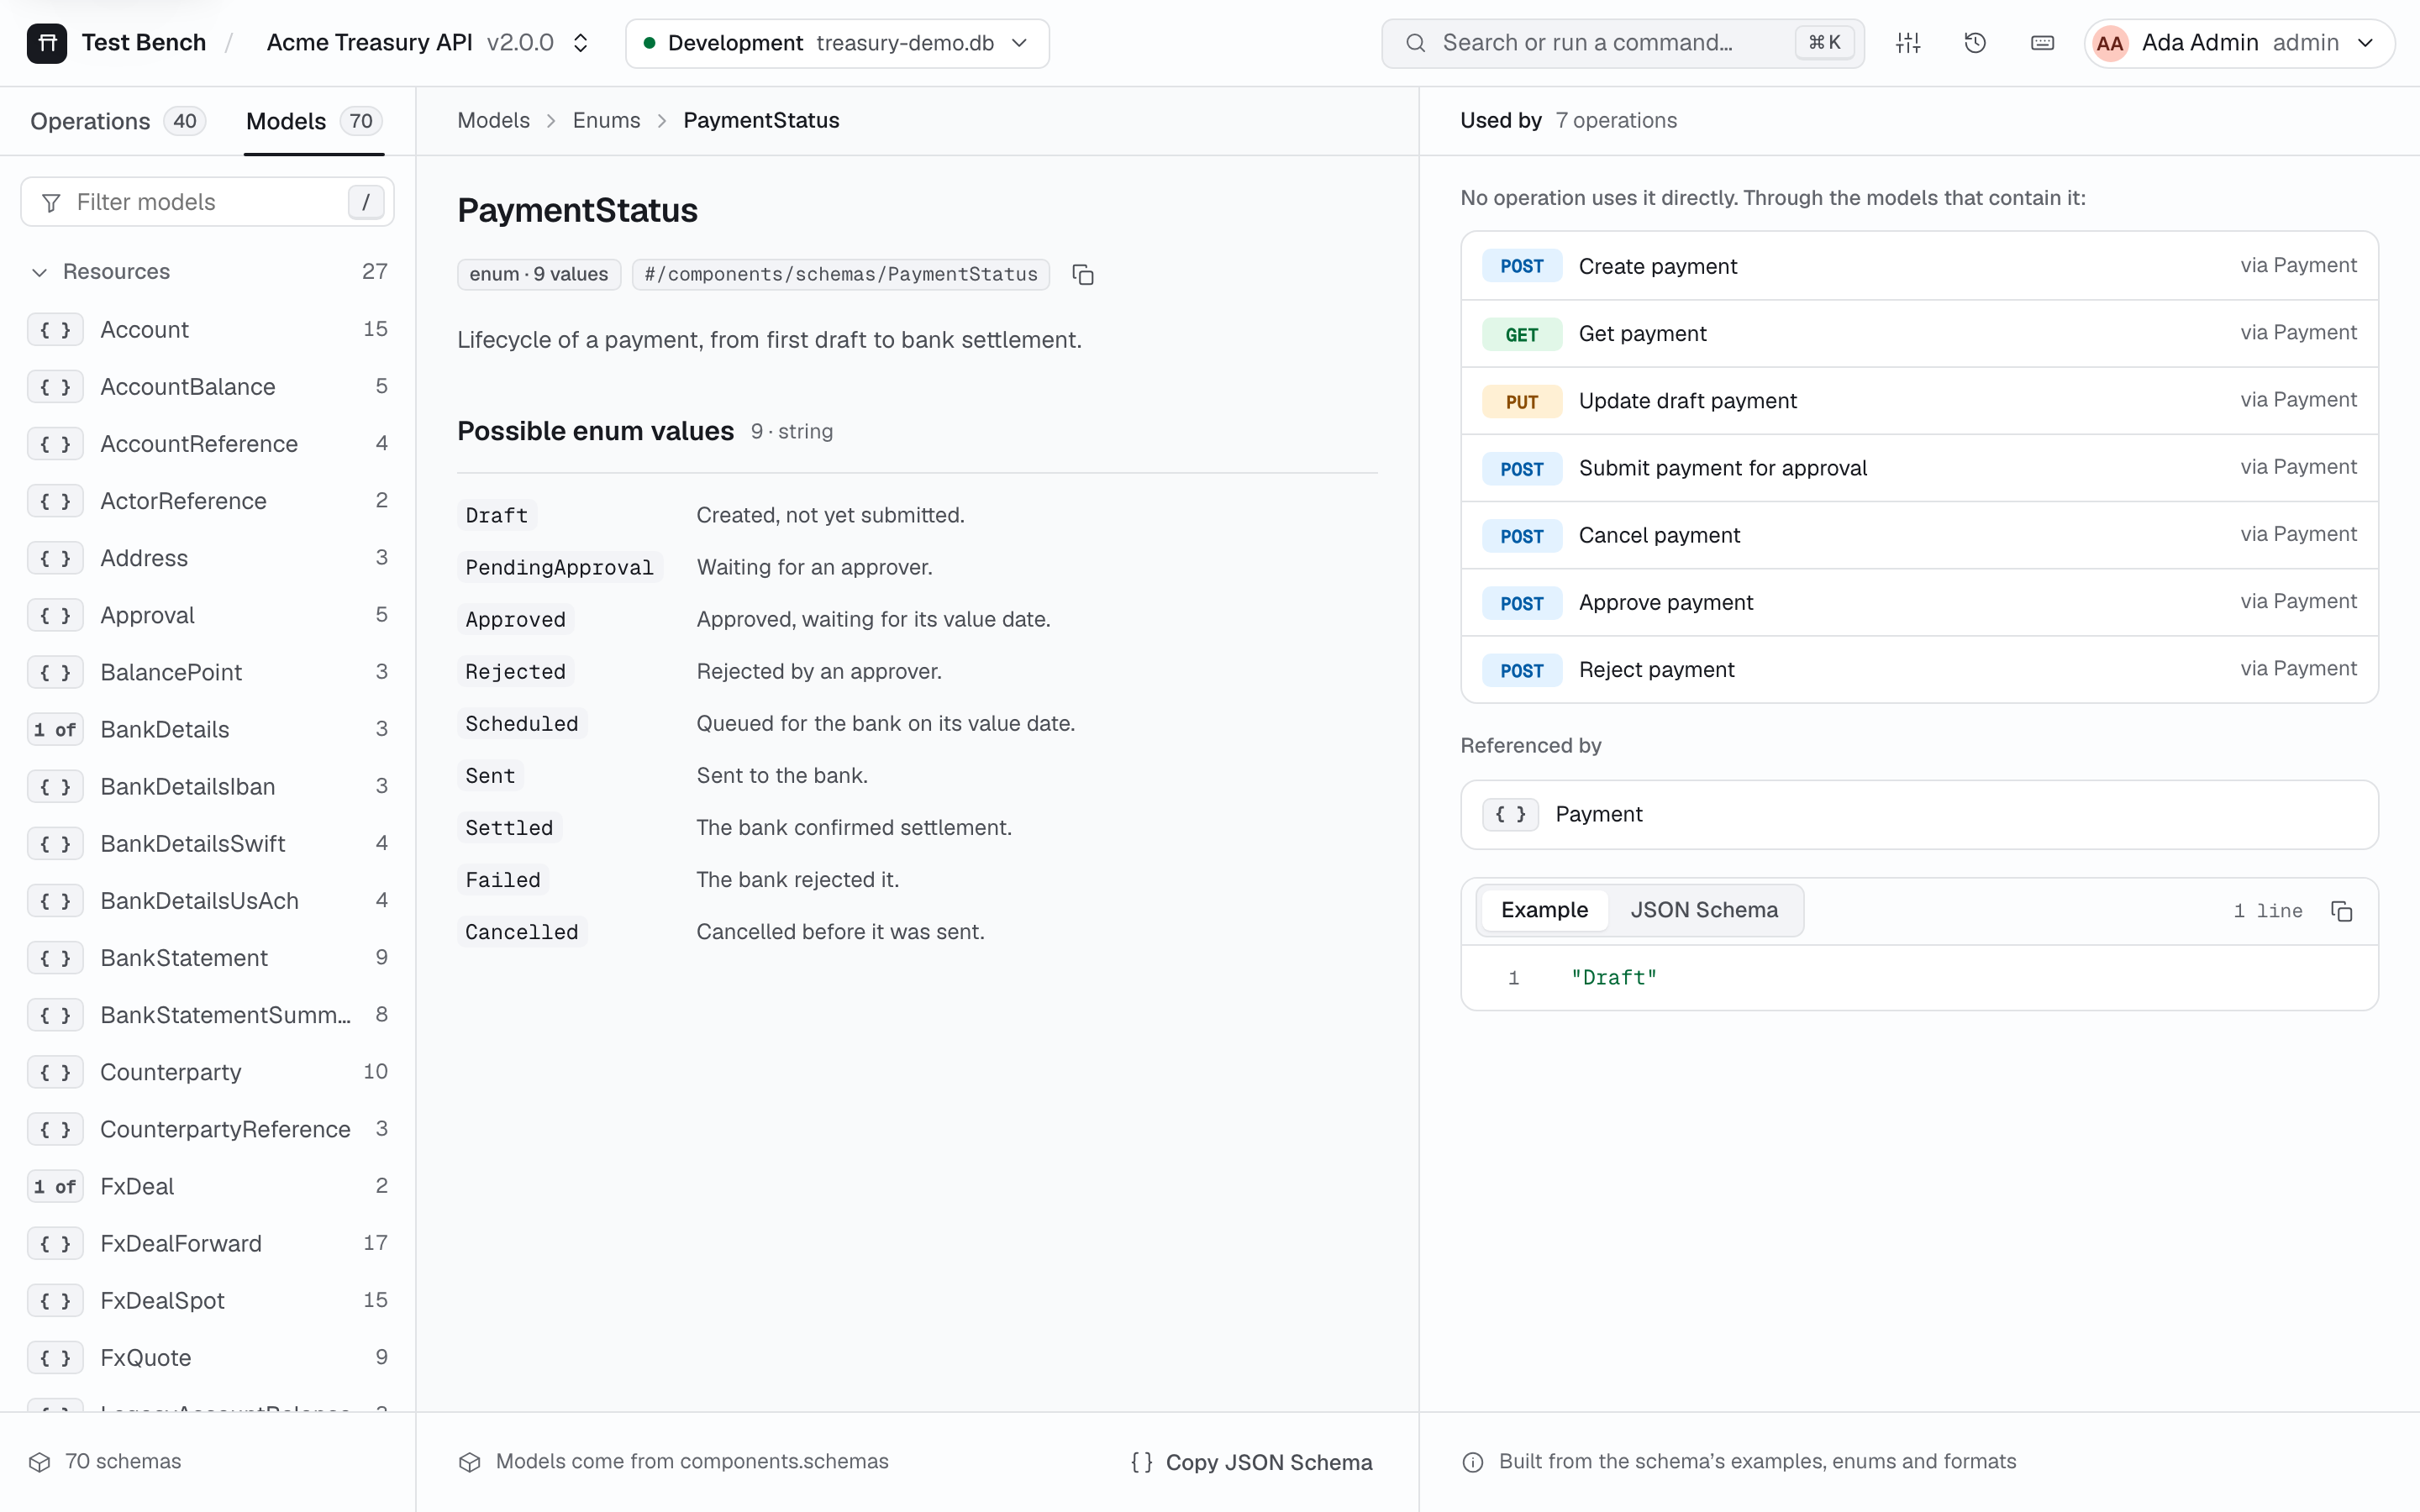 Test Bench / Acme Treasury API v2.0.0
Development treasury-demo.db
Search or run a command... ⌘K
AA Ada Admin admin
Operations 40
Models 70
Filter models /
Resources 27
{ } Account 15
{ } AccountBalance 5
{ } AccountReference 4
{ } ActorReference 2
{ } Address 3
{ } Approval 5
{ } BalancePoint 3
1 of BankDetails 3
{ } BankDetailsIban 3
{ } BankDetailsSwift 4
{ } BankDetailsUsAch 4
{ } BankStatement 9
{ } BankStatementSumm... 8
{ } Counterparty 10
{ } CounterpartyReference 3
1 of FxDeal 2
{ } FxDealForward 17
{ } FxDealSpot 15
{ } FxQuote 9
70 schemas
Models > Enums > PaymentStatus
PaymentStatus
enum · 9 values #/components/schemas/PaymentStatus
Lifecycle of a payment, from first draft to bank settlement.
Possible enum values 9 · string
Draft Created, not yet submitted.
PendingApproval Waiting for an approver.
Approved Approved, waiting for its value date.
Rejected Rejected by an approver.
Scheduled Queued for the bank on its value date.
Sent Sent to the bank.
Settled The bank confirmed settlement.
Failed The bank rejected it.
Cancelled Cancelled before it was sent.
Models come from components.schemas
{ } Copy JSON Schema
Used by 7 operations
No operation uses it directly. Through the models that contain it:
POST Create payment via Payment
GET Get payment via Payment
PUT Update draft payment via Payment
POST Submit payment for approval via Payment
POST Cancel payment via Payment
POST Approve payment via Payment
POST Reject payment via Payment
Referenced by
{ } Payment
Example JSON Schema 1 line
1 "Draft"
Built from the schema’s examples, enums and formats